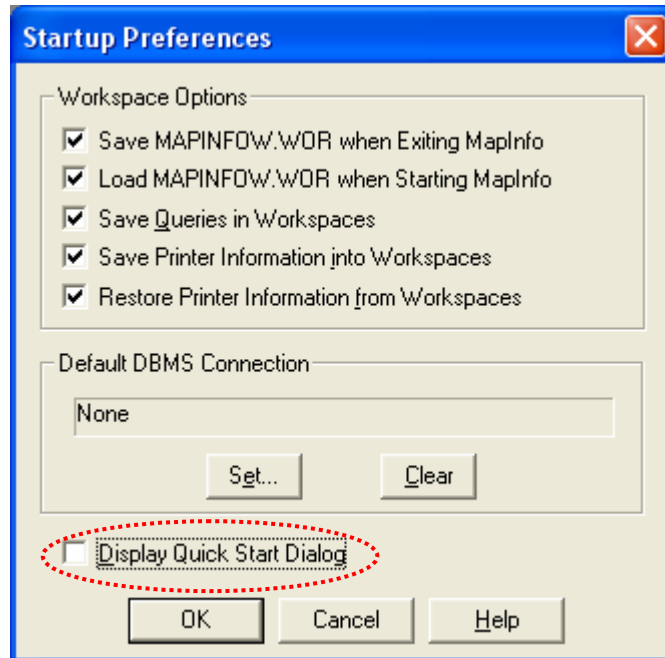 Startup Preferences
Workspace Options
Save MAPINFOW.WOR when Exiting MapInfo
Load MAPINFOW.WOR when Starting MapInfo
Save Queries in Workspaces
Save Printer Information into Workspaces
Restore Printer Information from Workspaces
Default DBMS Connection
None
Set... Clear
Display Quick Start Dialog
OK Cancel Help